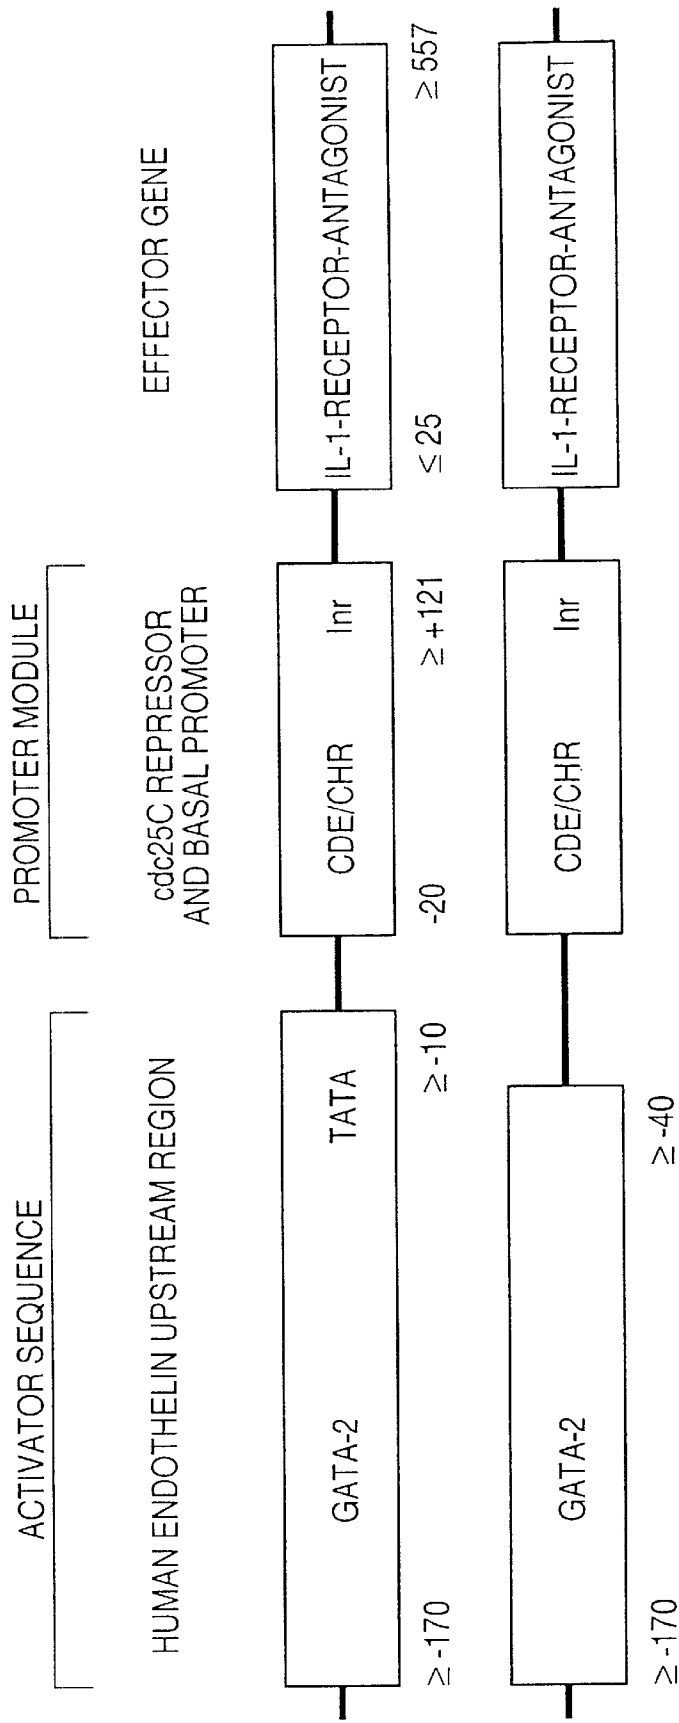 ACTIVATOR SEQUENCE
PROMOTER MODULE
HUMAN ENDOTHELIN UPSTREAM REGION
cdc25C REPRESSOR
AND BASAL PROMOTER
EFFECTOR GENE
GATA-2 TATA
CDE/CHR Inr
IL-1-RECEPTOR-ANTAGONIST
≥ -170 ≥ -10 -20 ≥ +121 ≤ 25 ≥ 557
GATA-2
CDE/CHR Inr
IL-1-RECEPTOR-ANTAGONIST
≥ -170 ≥ -40